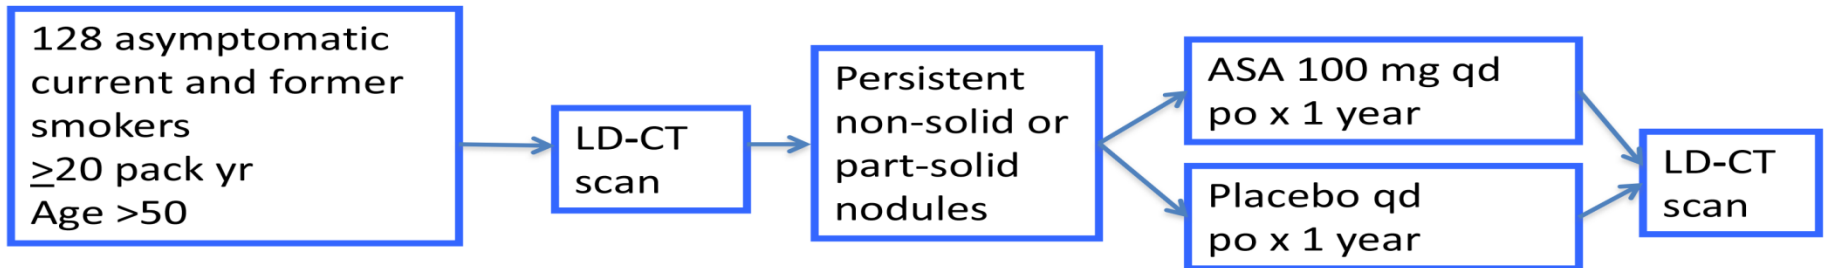 128 asymptomatic
current and former
smokers
≥20 pack yr
Age >50
LD-CT
scan
Persistent
non-solid or
part-solid
nodules
ASA 100 mg qd
po x 1 year
Placebo qd
po x 1 year
LD-CT
scan